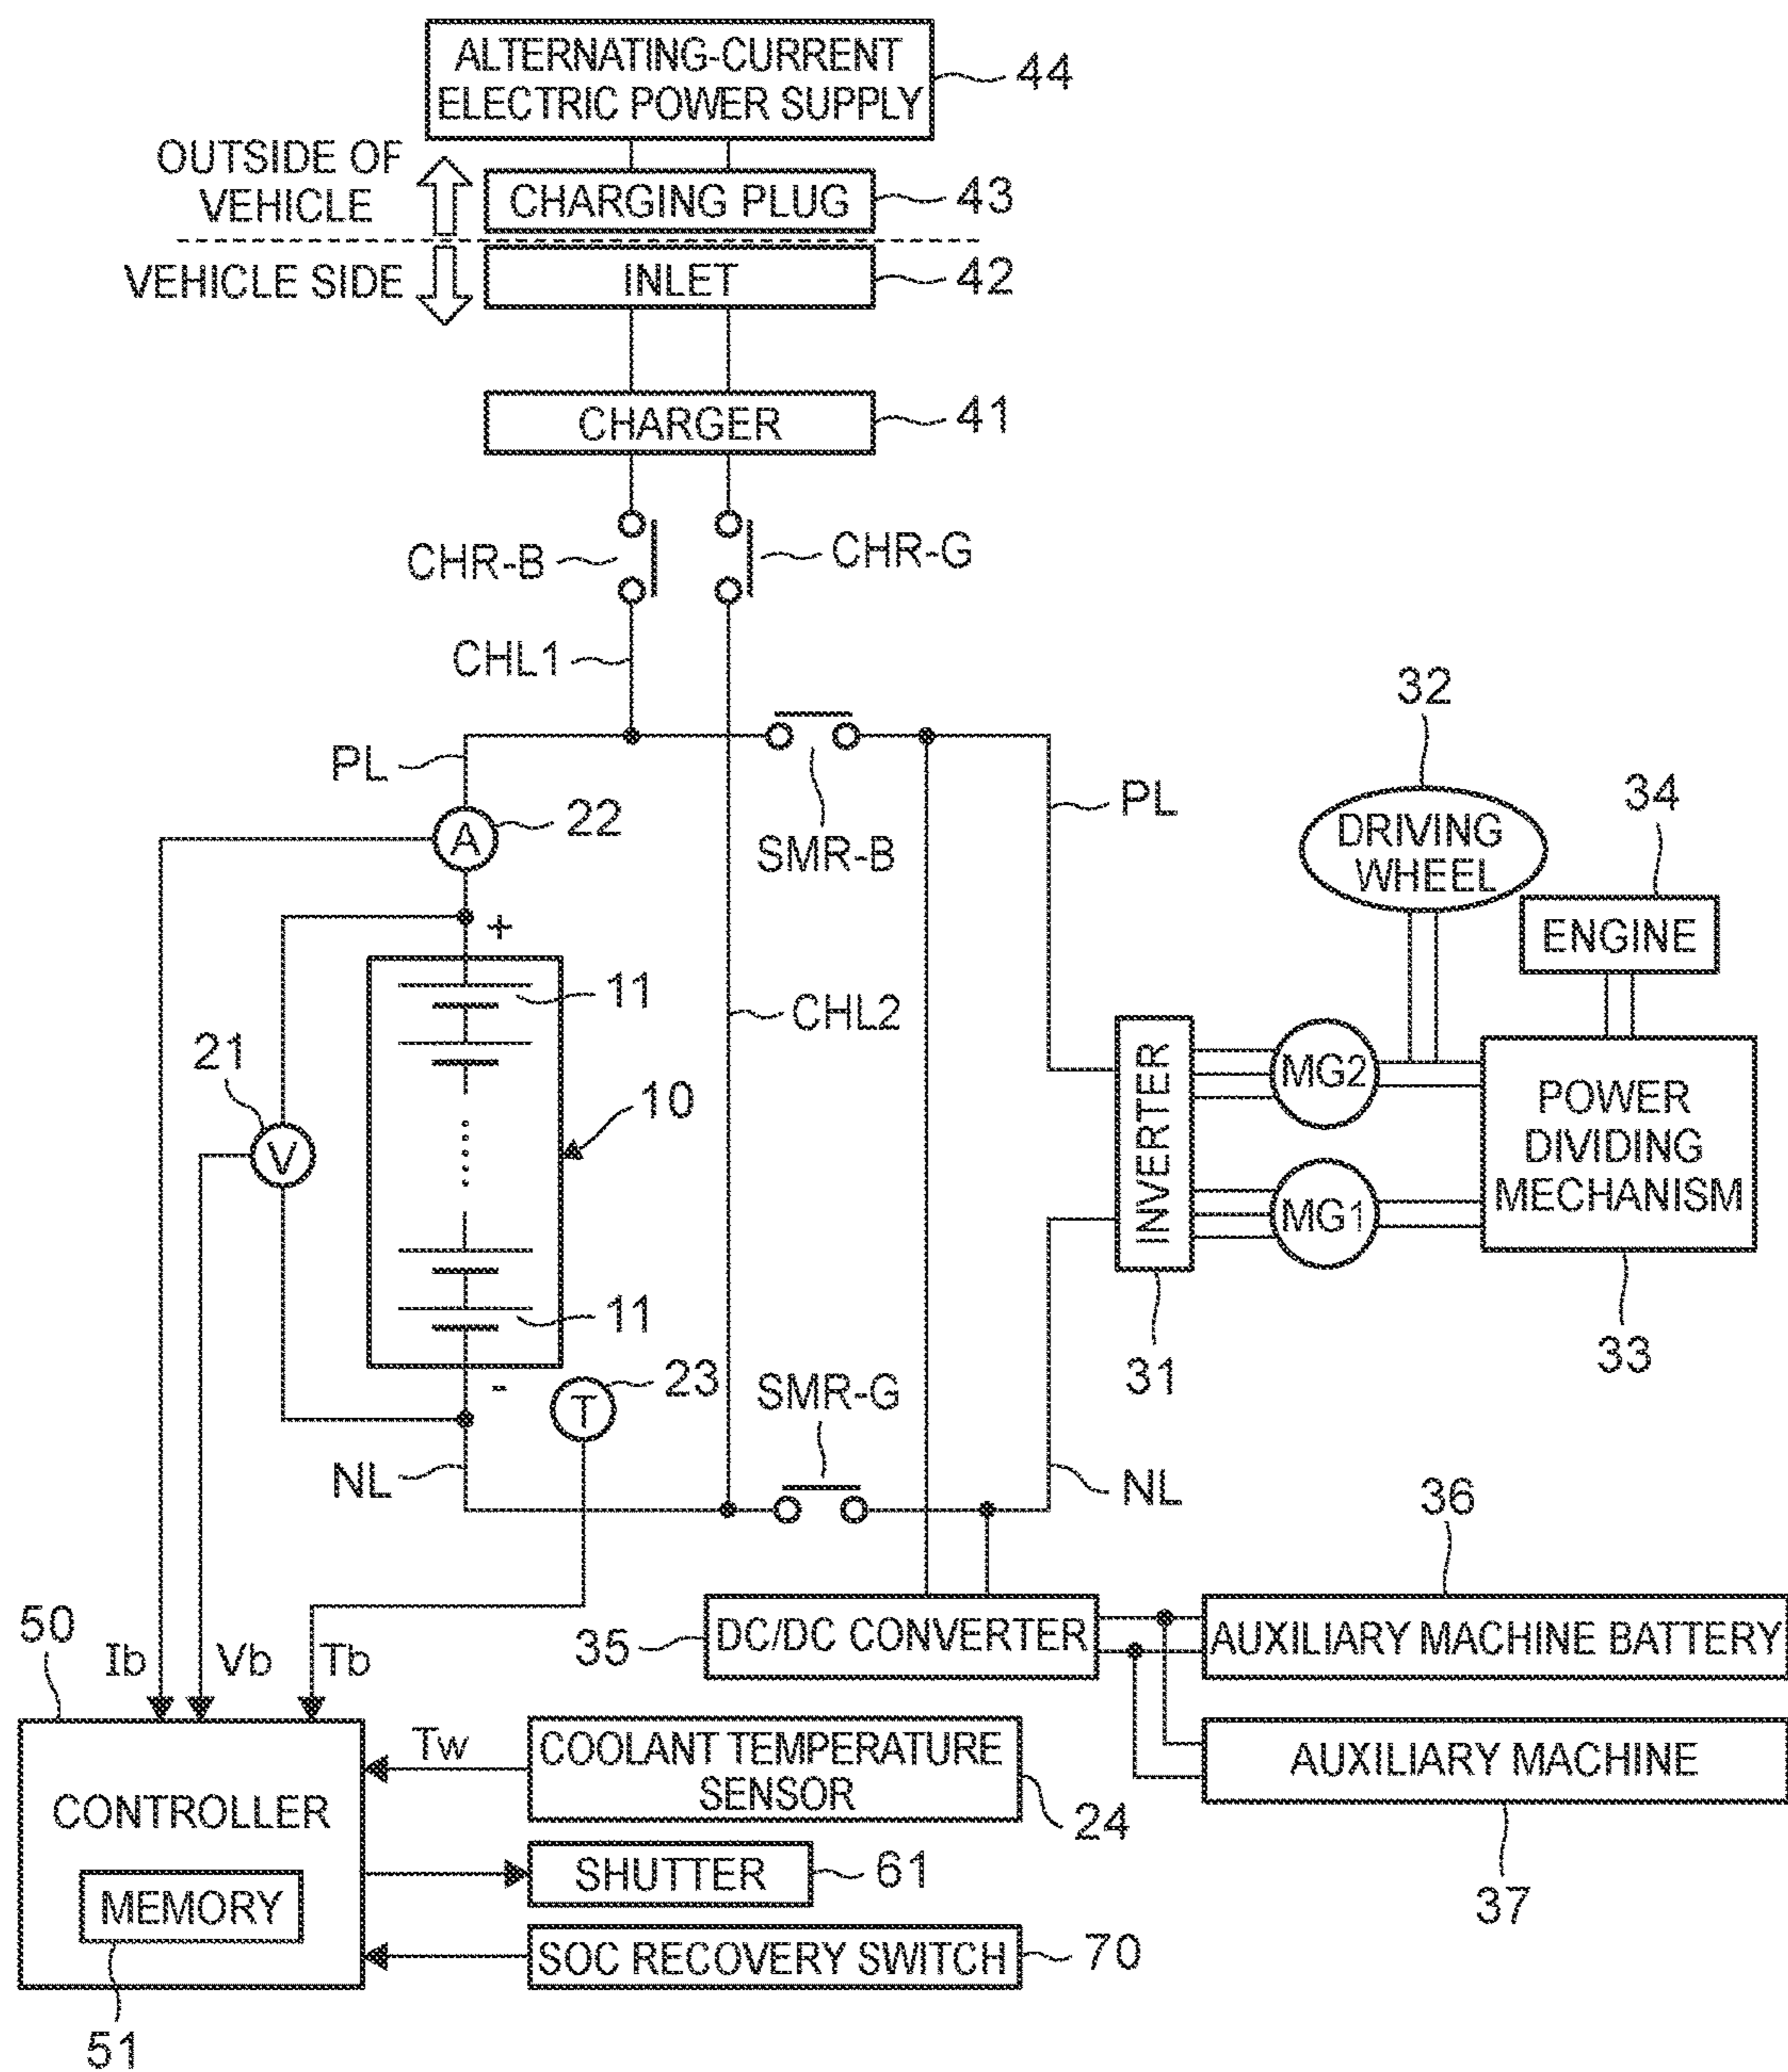 ALTERNATING-CURRENT
ELECTRIC POWER SUPPLY
44
OUTSIDE OF
VEHICLE
CHARGING PLUG
43
VEHICLE SIDE
INLET
42
CHARGER
41
CHR-B
CHR-G
CHL1
32
PL
22
SMR-B
PL
34
A
DRIVING
WHEEL
+
ENGINE
11
CHL2
21
10
INVERTER
MG2
POWER
DIVIDING
MECHANISM
V
MG1
11
31
33
-
23
SMR-G
T
NL
NL
36
50
Ib
Vb
Tb
35
DC/DC CONVERTER
AUXILIARY MACHINE BATTERY
Tw
COOLANT TEMPERATURE
SENSOR
24
AUXILIARY MACHINE
37
CONTROLLER
SHUTTER
61
MEMORY
51
SOC RECOVERY SWITCH
70